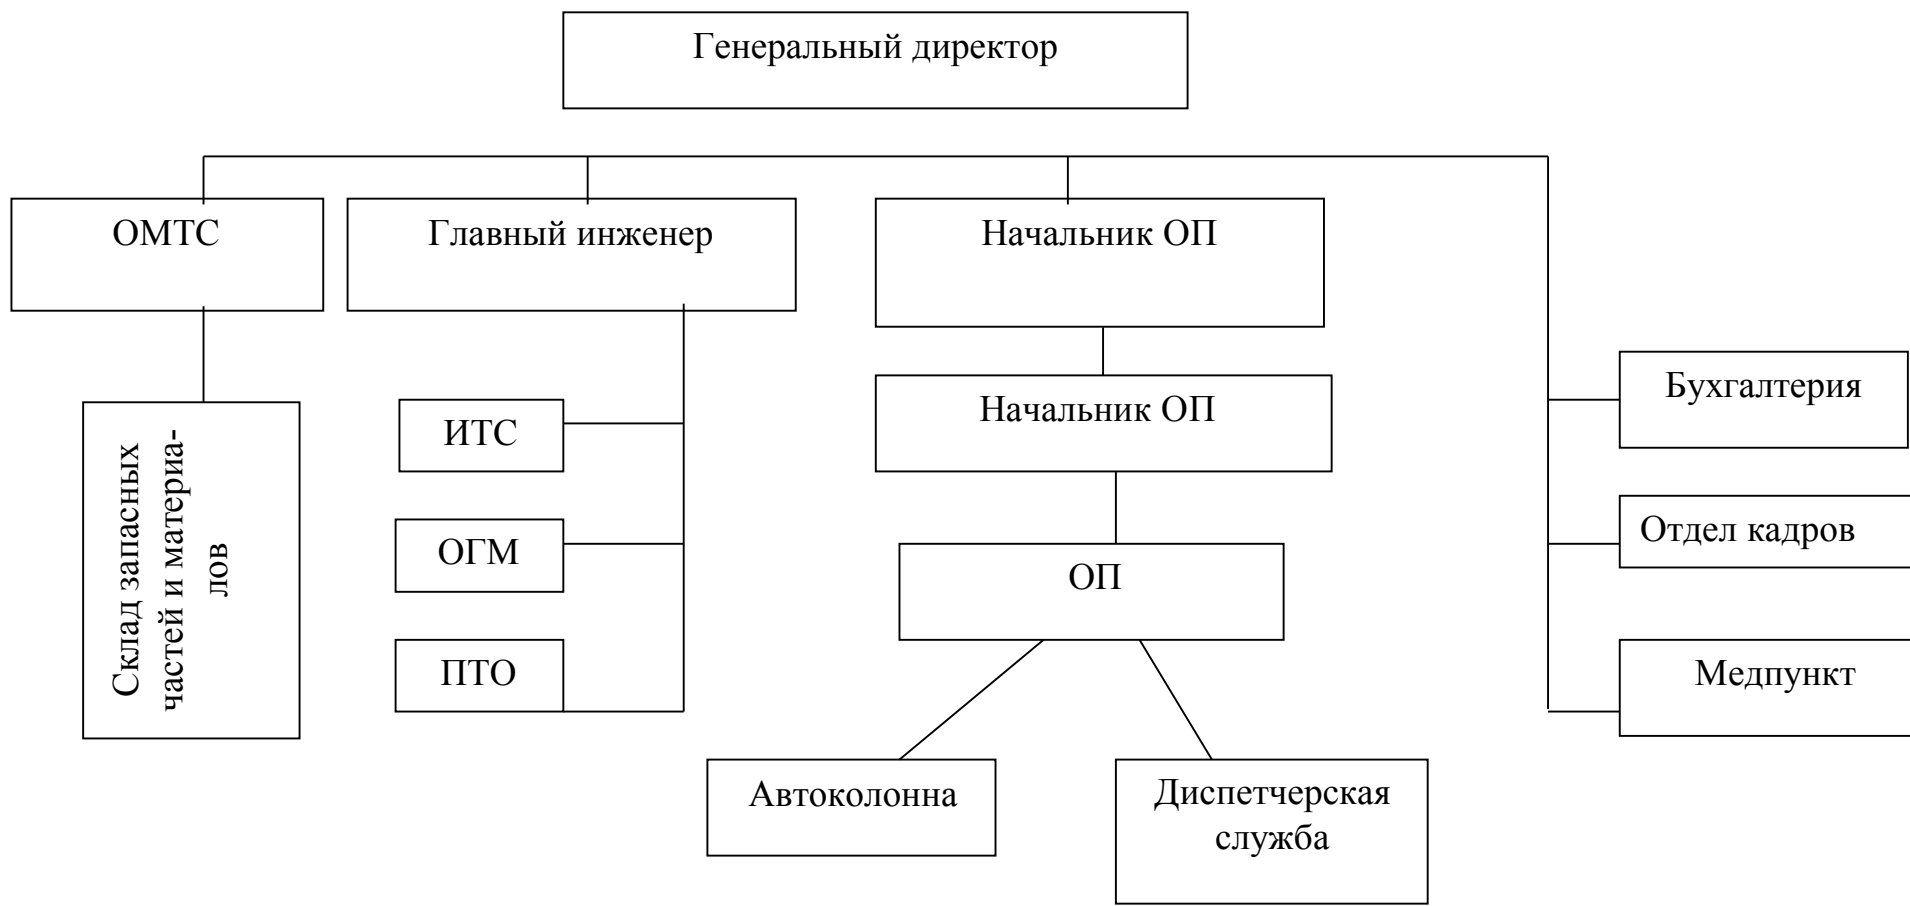 Генеральный директор
ОМТС
Главный инженер
Начальник ОП
Бухгалтерия
Начальник ОП
ИТС
Склад запасных
частей и материа-
лов
Отдел кадров
ОГМ
ОП
ПТО
Медпункт
Автоколонна
Диспетчерская
служба